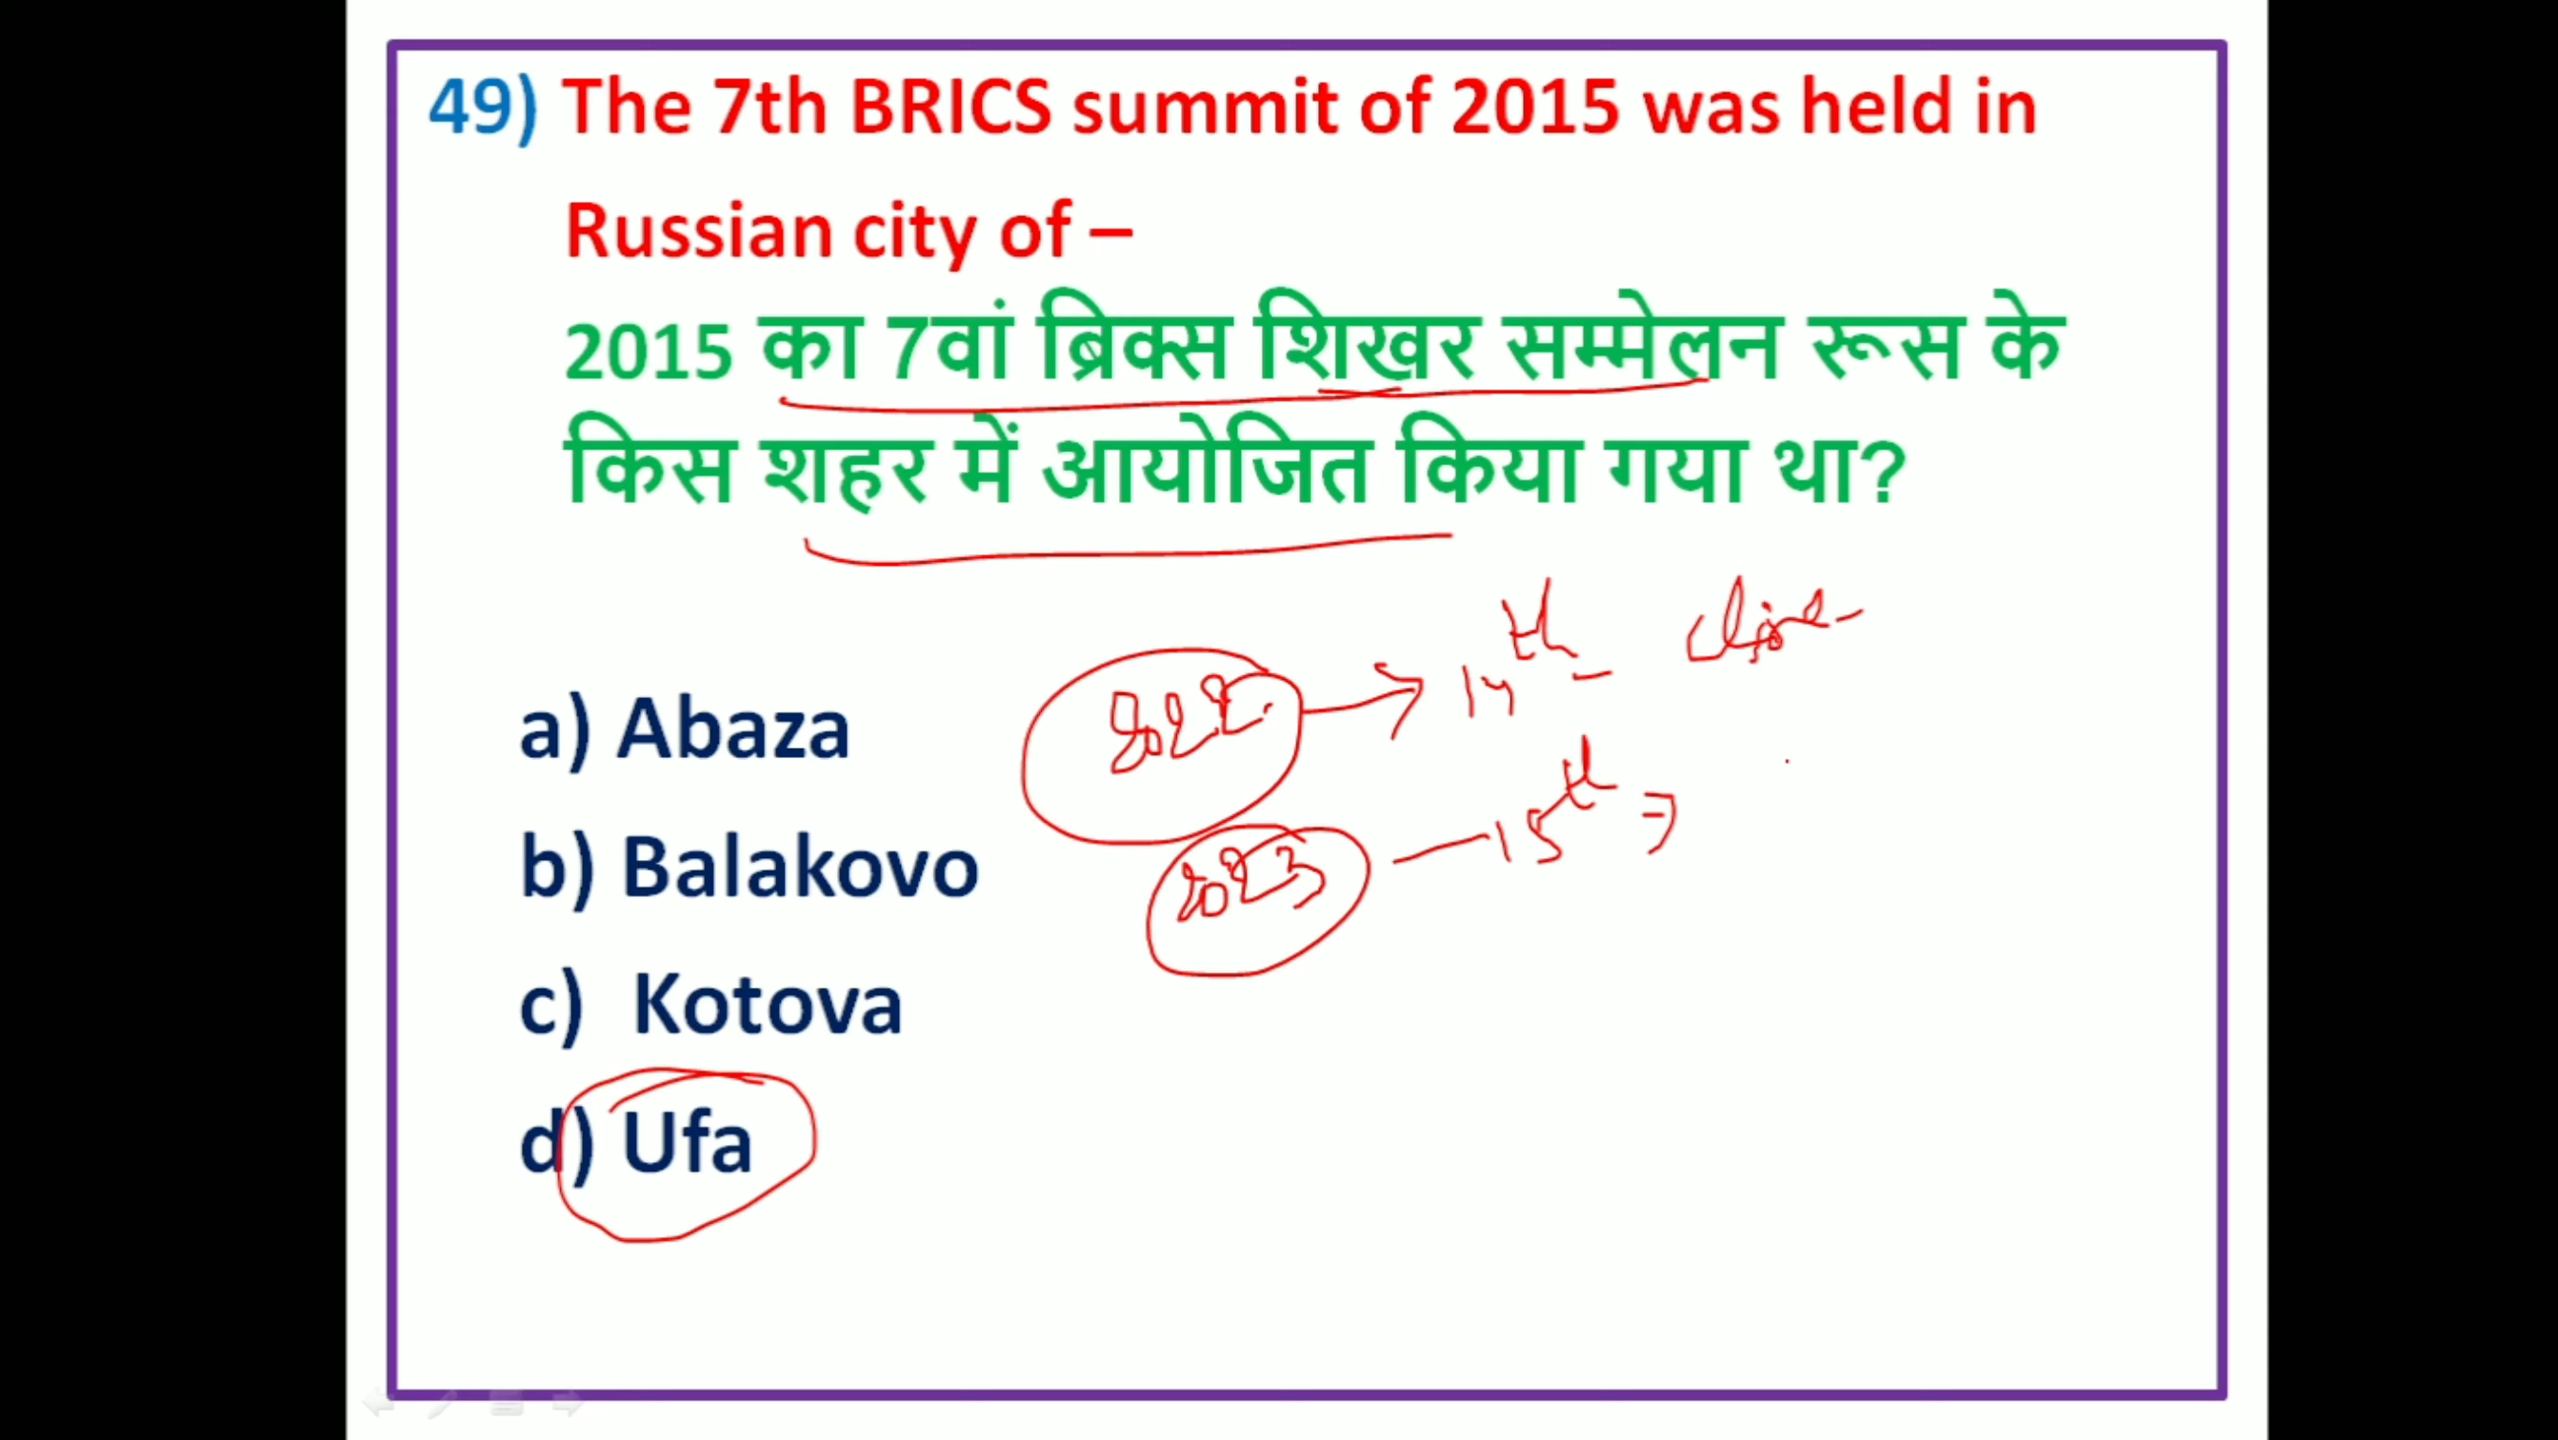 49) The 7th BRICS summit of 2015 was held in
Russian city of –
2015 का 7वां ब्रिक्स शिखर सम्मेलन रूस के
किस शहर में आयोजित किया गया था?
a) Abaza
2022 → 14th – China
b) Balakovo
2023 – 15th ⇒
c) Kotova
d) Ufa